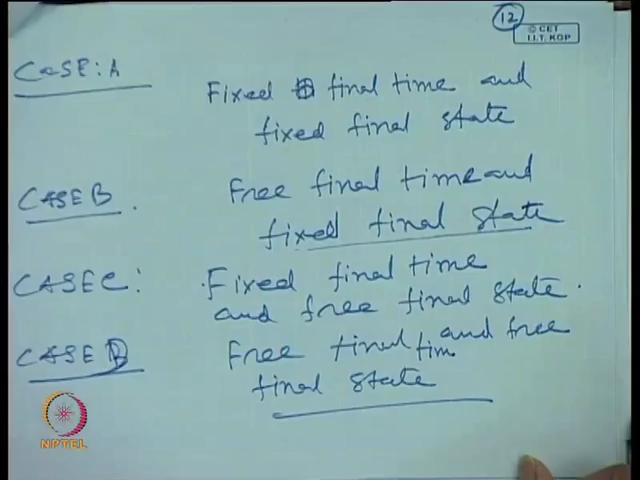 12
© CET
I.I.T. KGP
CASE: A
Fixed final time and
fixed final state
CASE B.
Free final time and
fixed final state
CASE C:
Fixed final time
and free final state.
CASE D
Free final and free
tim
final state
NPTEL